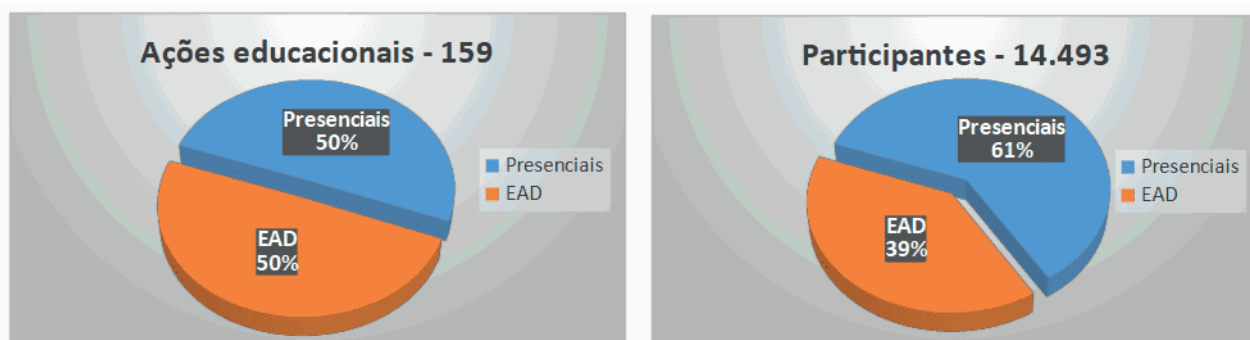 Ações educacionais - 159
Presenciais
50%
EAD
50%
Presenciais
EAD
Participantes - 14.493
Presenciais
61%
EAD
39%
Presenciais
EAD